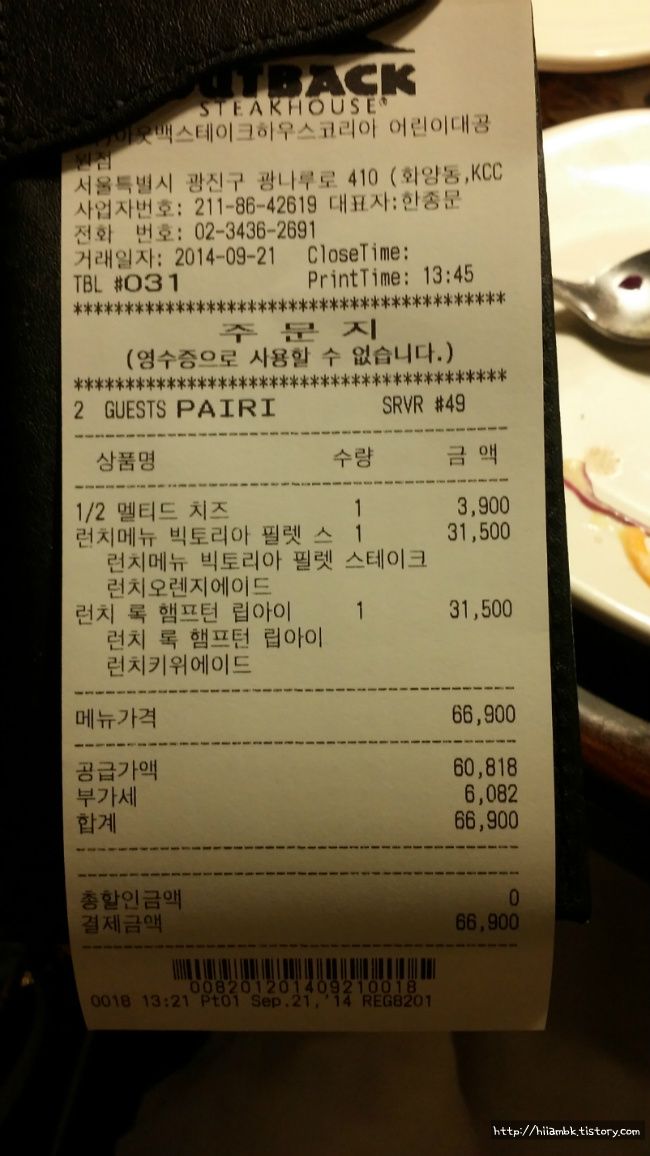 OUTBACK
STEAKHOUSE®
아웃백스테이크하우스코리아 어린이대공
원점
서울특별시 광진구 광나루로 410 (화양동,KCC
사업자번호: 211-86-42619 대표자:한종문
전화 번호: 02-3436-2691
거래일자: 2014-09-21 CloseTime:
TBL #031 PrintTime: 13:45
******************************************
주 문 지
(영수증으로 사용할 수 없습니다.)
******************************************
2 GUESTS PAIRI SRVR #49
상품명 수량 금 액
1/2 멜티드 치즈 1 3,900
런치메뉴 빅토리아 필렛 스 1 31,500
런치메뉴 빅토리아 필렛 스테이크
런치오렌지에이드
런치 록 햄프턴 립아이 1 31,500
런치 록 햄프턴 립아이
런치키위에이드
메뉴가격 66,900
공급가액 60,818
부가세 6,082
합계 66,900
총할인금액 0
결제금액 66,900
008201201409210018
0018 13:21 Pt01 Sep.21,'14 REG8201
http://hiiambk.tistory.com